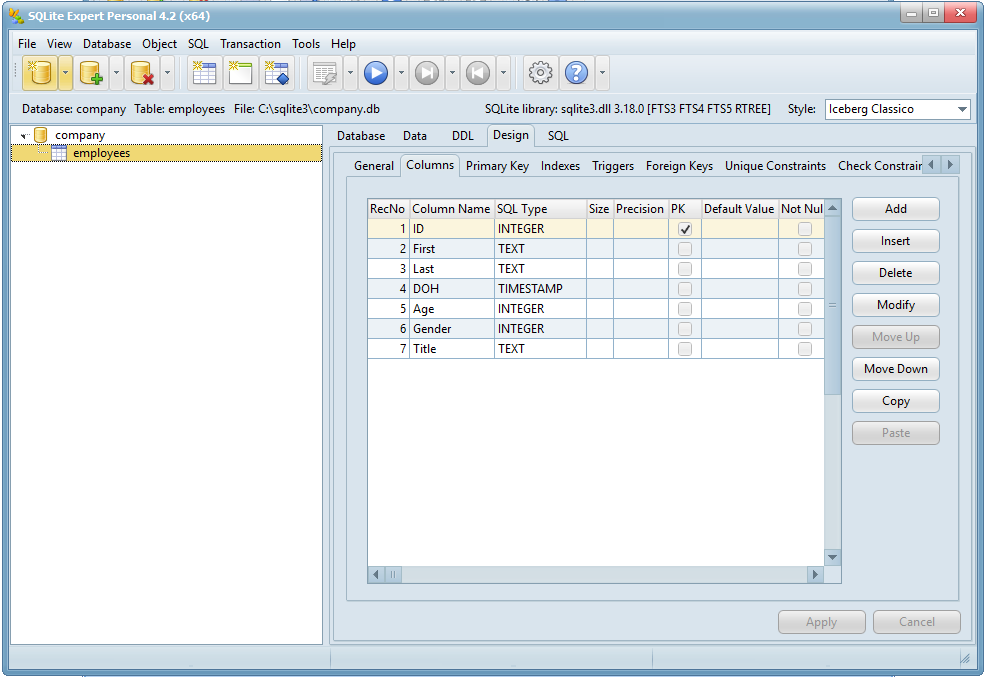 SQLite Expert Personal 4.2 (x64)
File View Database Object SQL Transaction Tools Help
Database: company Table: employees File: C:\sqlite3\company.db SQLite library: sqlite3.dll 3.18.0 [FTS3 FTS4 FTS5 RTREE] Style: Iceberg Classico
company
employees
Database Data DDL Design SQL
General Columns Primary Key Indexes Triggers Foreign Keys Unique Constraints Check Constrain
RecNo Column Name SQL Type Size Precision PK Default Value Not Nul
1 ID INTEGER
2 First TEXT
3 Last TEXT
4 DOH TIMESTAMP
5 Age INTEGER
6 Gender INTEGER
7 Title TEXT
Add
Insert
Delete
Modify
Move Up
Move Down
Copy
Paste
Apply Cancel